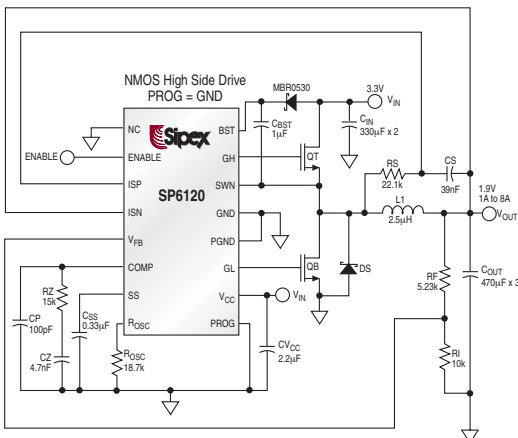 NMOS High Side Drive
PROG = GND
MBR0530
3.3V
VIN
CIN
330μF x 2
CBST
1μF
NC
Sipex
BST
ENABLE
ENABLE
GH
QT
RS
22.1k
CS
39nF
ISP
SP6120
SWN
1.9V
1A to 8A
VOUT
L1
2.5μH
ISN
GND
VFB
PGND
COMP
GL
QB
DS
RF
5.23k
COUT
470μF x 3
RZ
15k
SS
VCC
VIN
CP
100pF
CSS
0.33μF
ROSC
PROG
CZ
4.7nF
ROSC
18.7k
CVCC
2.2μF
RI
10k